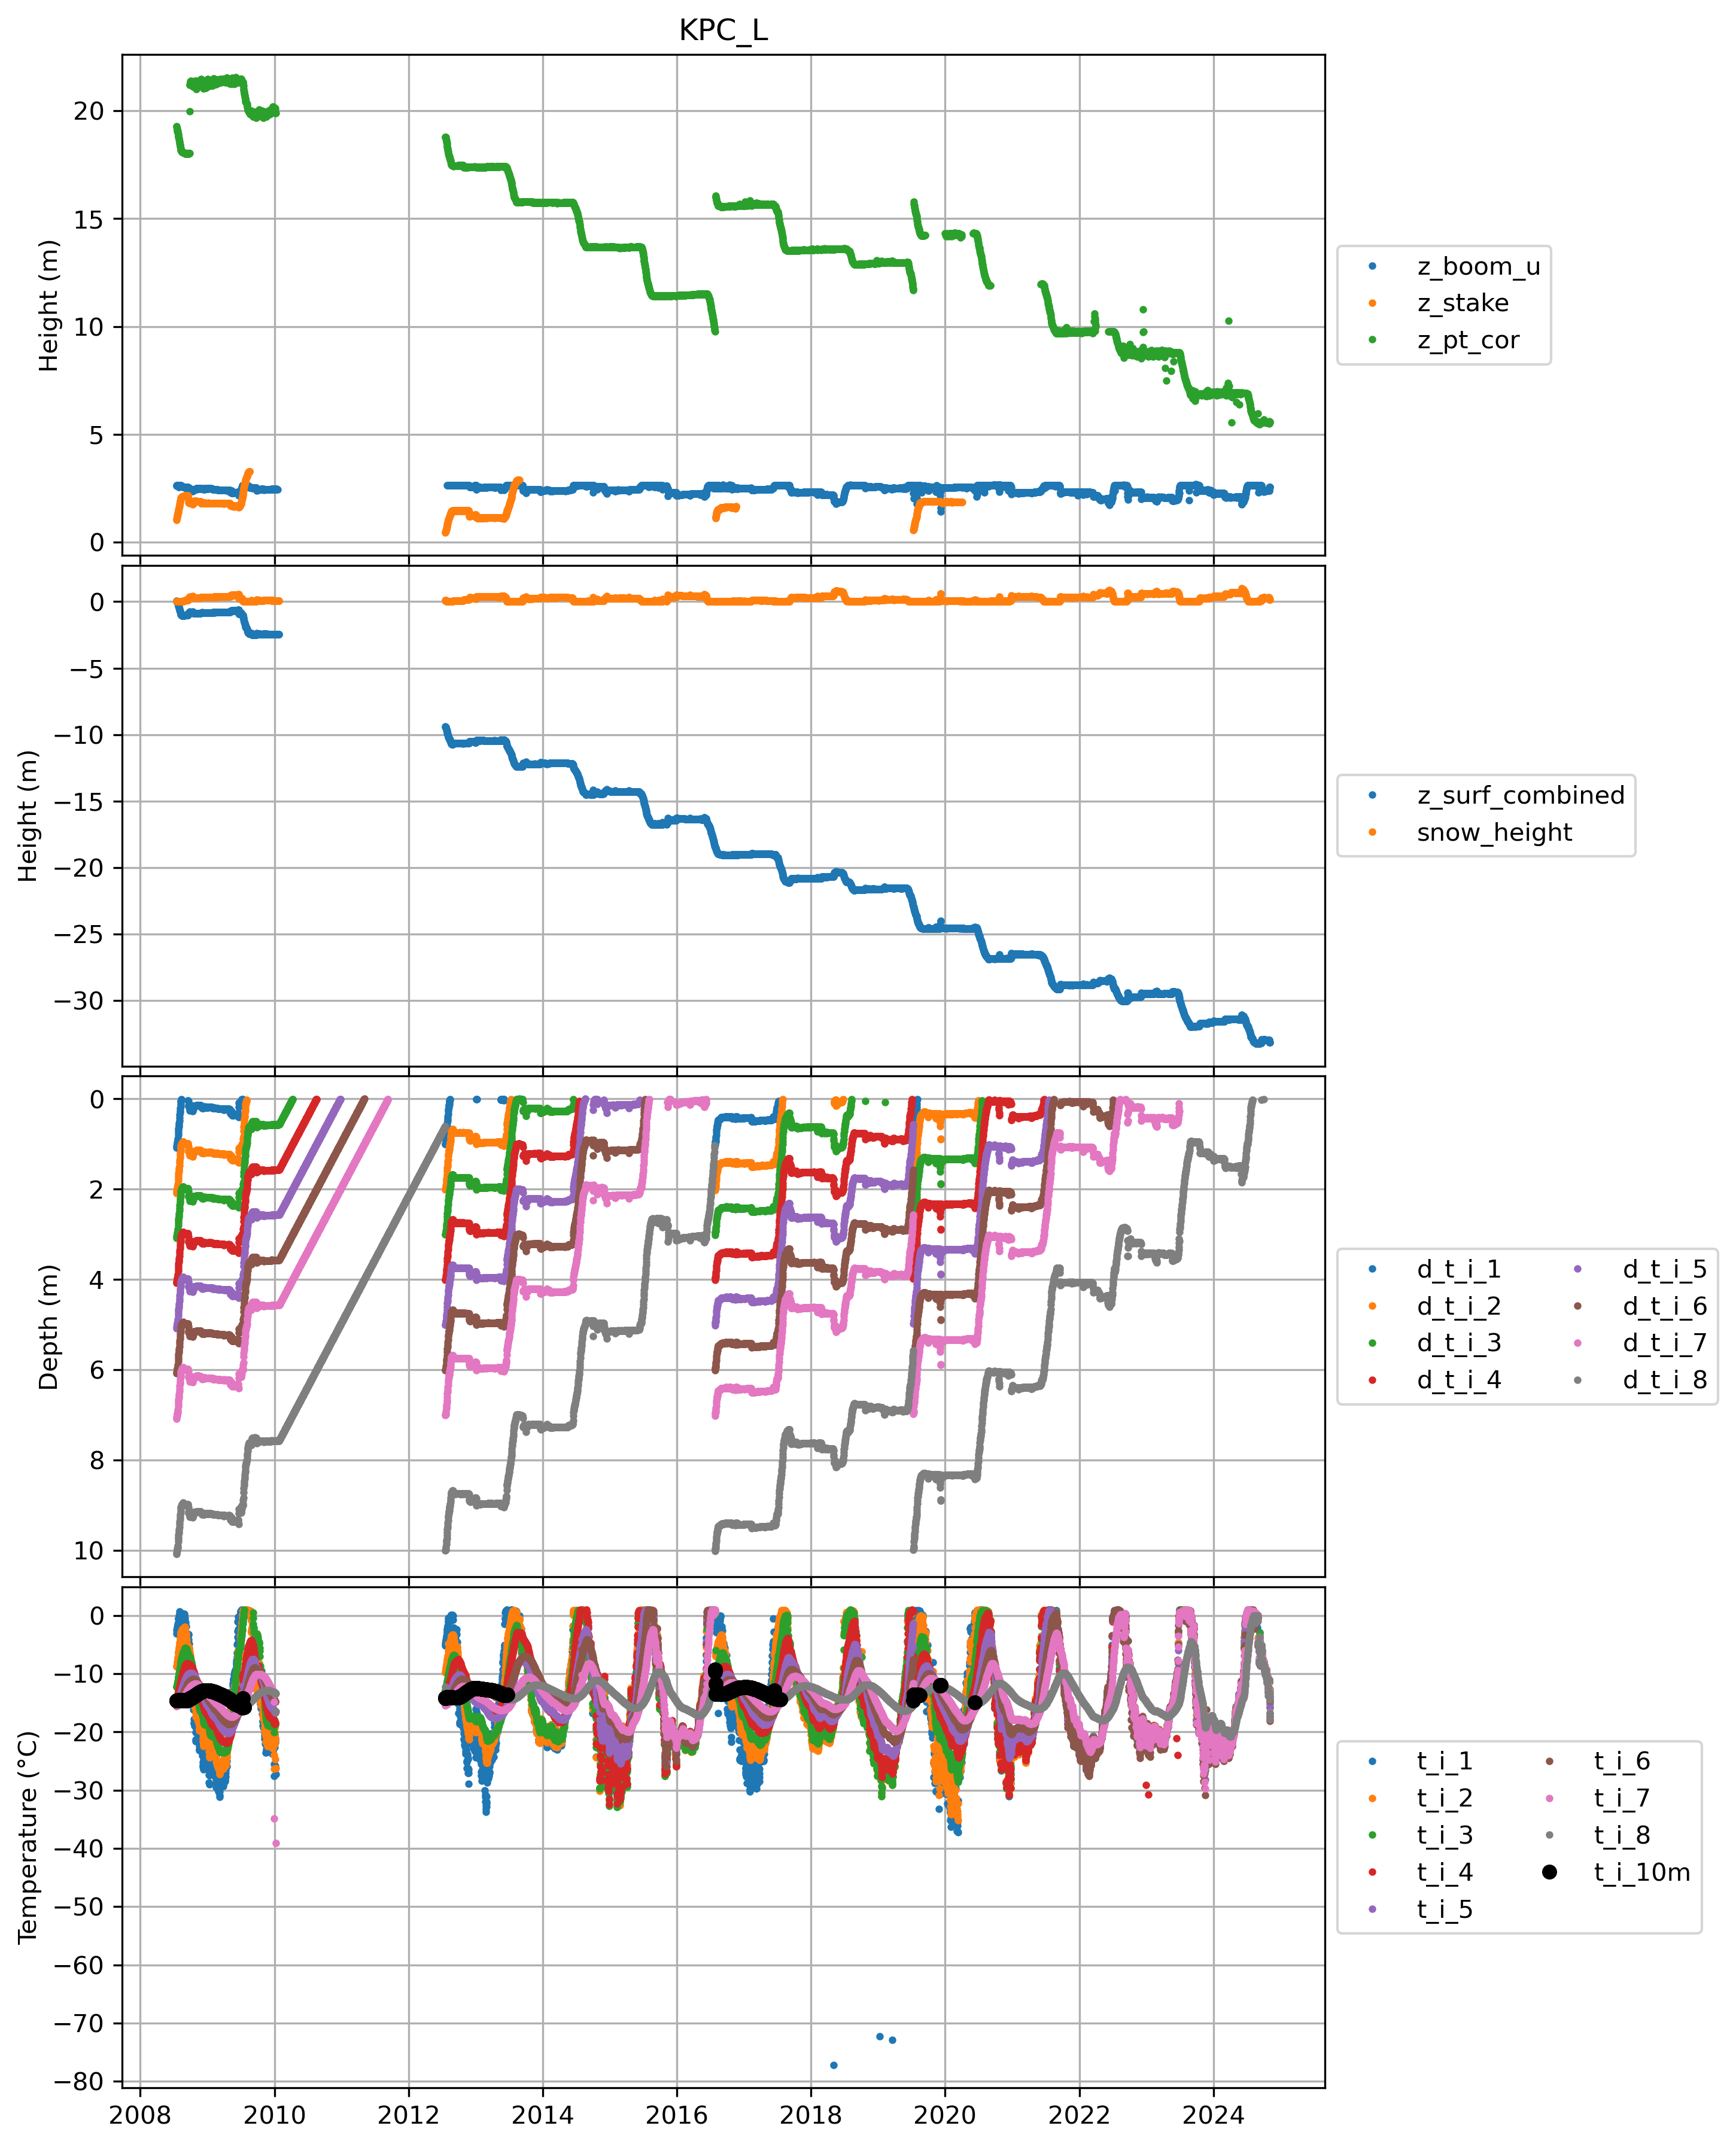 KPC_L
20
15
10
5
0
Height (m)
z_boom_u
z_stake
z_pt_cor
0
−5
−10
−15
−20
−25
−30
Height (m)
z_surf_combined
snow_height
0
2
4
6
8
10
Depth (m)
d_t_i_1
d_t_i_2
d_t_i_3
d_t_i_4
d_t_i_5
d_t_i_6
d_t_i_7
d_t_i_8
0
−10
−20
−30
−40
−50
−60
−70
−80
Temperature (°C)
t_i_1
t_i_2
t_i_3
t_i_4
t_i_5
t_i_6
t_i_7
t_i_8
t_i_10m
2008 2010 2012 2014 2016 2018 2020 2022 2024